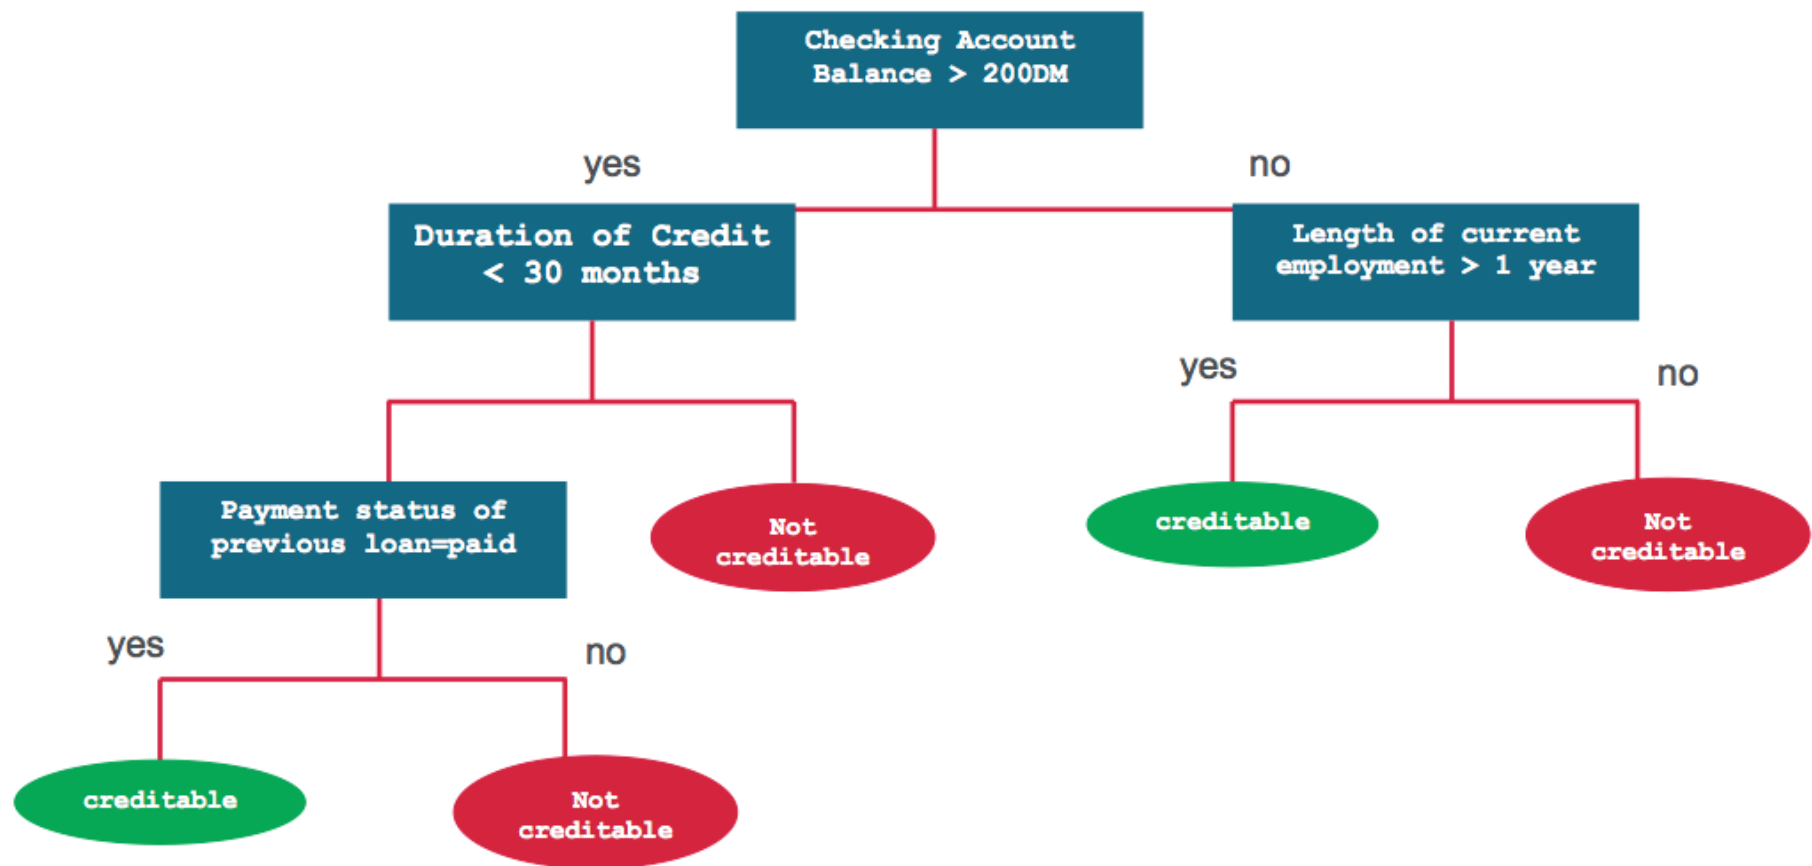 Checking Account
Balance > 200DM
yes
no
Duration of Credit
< 30 months
Length of current
employment > 1 year
yes
no
Payment status of
previous loan=paid
Not
creditable
creditable
Not
creditable
yes
no
creditable
Not
creditable